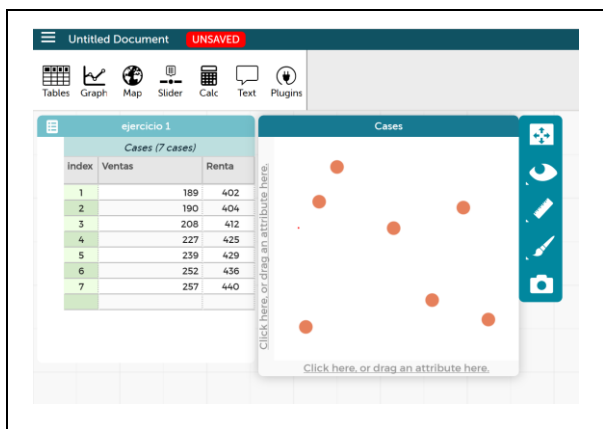 Untitled Document UNSAVED
Tables Graph Map Slider Calc Text Plugins
ejercicio 1
Cases (7 cases)
index Ventas Renta
1 189 402
2 190 404
3 208 412
4 227 425
5 239 429
6 252 436
7 257 440
Cases
Click here, or drag an attribute here.
Click here, or drag an attribute here.